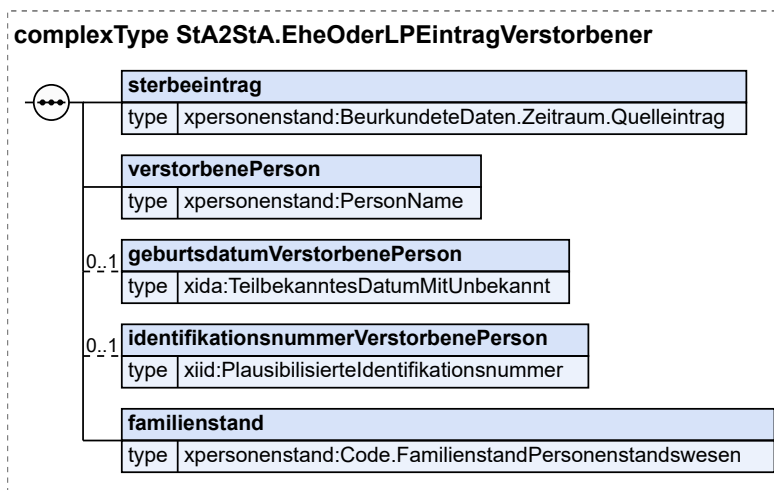 complexType StA2StA.EheOderLPEintragVerstorbener
sterbeeintrag
type xpersonenstand:BeurkundeteDaten.Zeitraum.Quelleintrag
verstorbenePerson
type xpersonenstand:PersonName
0..1
geburtsdatumVerstorbenePerson
type xida:TeilbekanntesDatumMitUnbekannt
0..1
identifikationsnummerVerstorbenePerson
type xiid:PlausibilisierteIdentifikationsnummer
familienstand
type xpersonenstand:Code.FamilienstandPersonenstandswesen